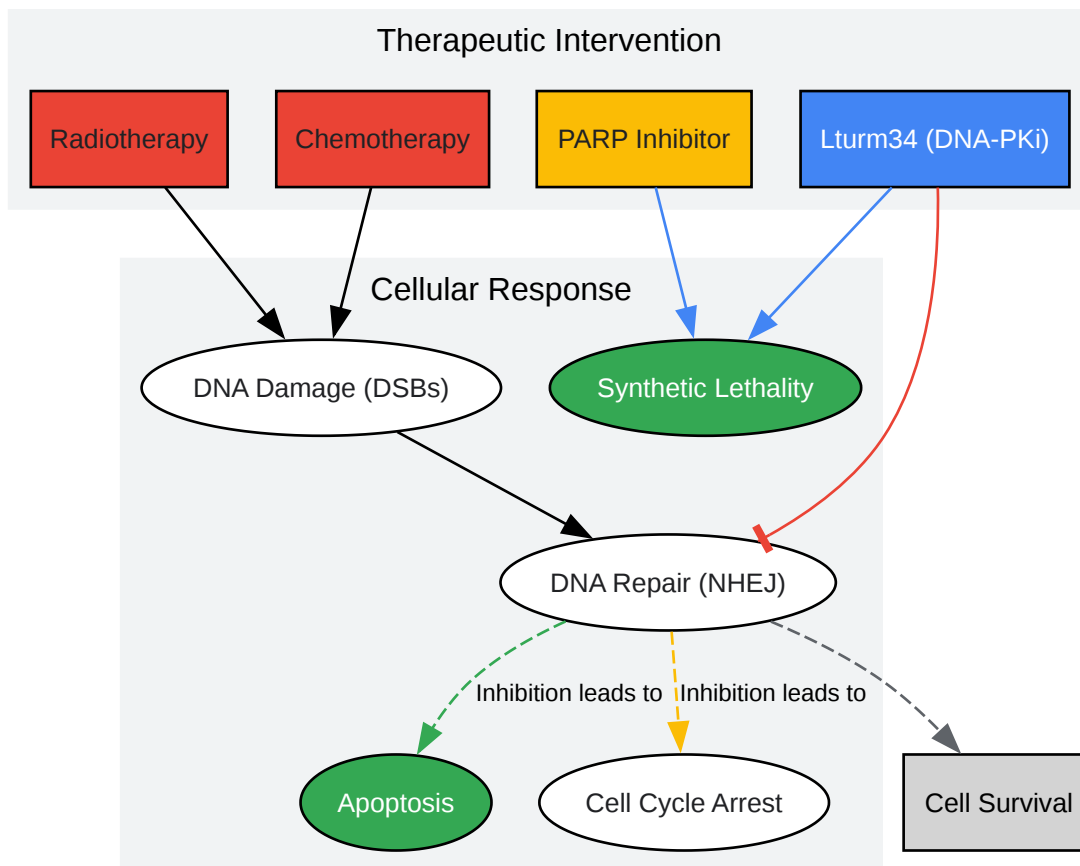 Therapeutic Intervention
Radiotherapy
Chemotherapy
PARP Inhibitor
Lturm34 (DNA-PKi)
Cellular Response
DNA Damage (DSBs)
Synthetic Lethality
DNA Repair (NHEJ)
Inhibition leads to
Inhibition leads to
Apoptosis
Cell Cycle Arrest
Cell Survival